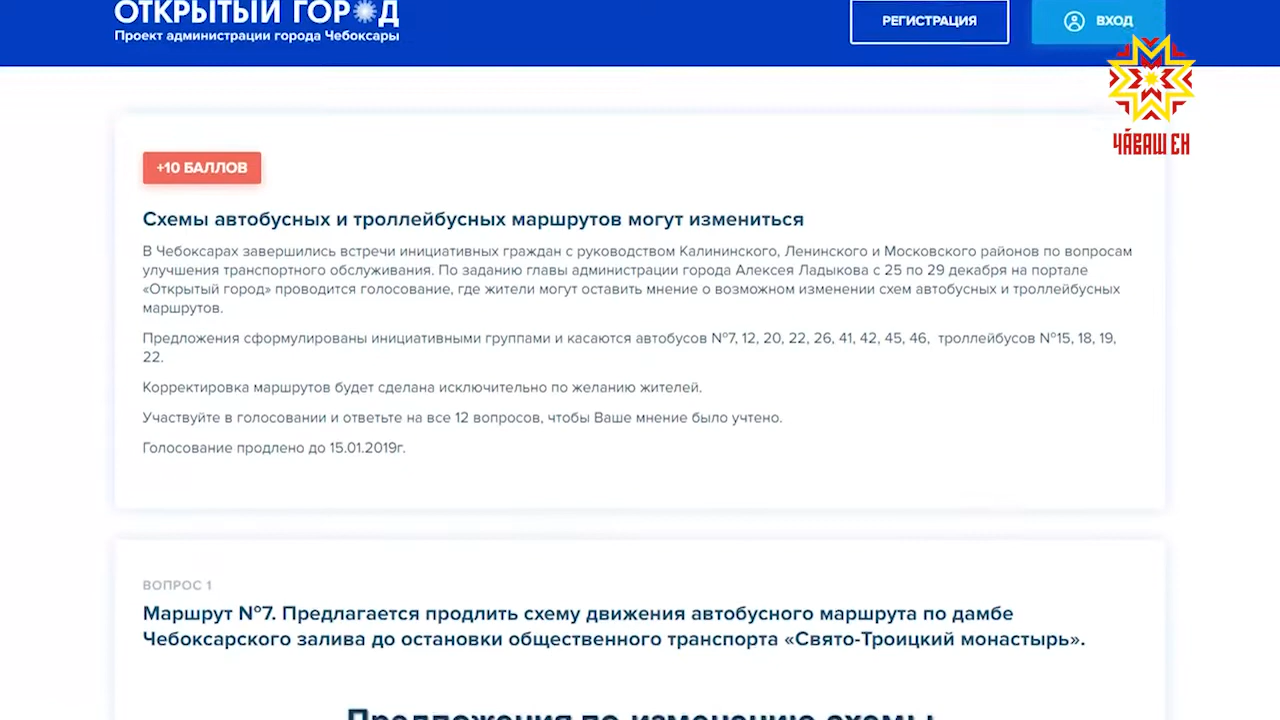 ОТКРЫТЫЙ ГОРОД
Проект администрации города Чебоксары
РЕГИСТРАЦИЯ
ВХОД
ЧӐВАШ ЕН
+10 БАЛЛОВ
Схемы автобусных и троллейбусных маршрутов могут измениться
В Чебоксарах завершились встречи инициативных граждан с руководством Калининского, Ленинского и Московского районов по вопросам
улучшения транспортного обслуживания. По заданию главы администрации города Алексея Ладыкова с 25 по 29 декабря на портале
«Открытый город» проводится голосование, где жители могут оставить мнение о возможном изменении схем автобусных и троллейбусных
маршрутов.
Предложения сформулированы инициативными группами и касаются автобусов №7, 12, 20, 22, 26, 41, 42, 45, 46, троллейбусов №15, 18, 19,
22.
Корректировка маршрутов будет сделана исключительно по желанию жителей.
Участвуйте в голосовании и ответьте на все 12 вопросов, чтобы Ваше мнение было учтено.
Голосование продлено до 15.01.2019г.
ВОПРОС 1
Маршрут №7. Предлагается продлить схему движения автобусного маршрута по дамбе
Чебоксарского залива до остановки общественного транспорта «Свято-Троицкий монастырь».
Предложения по изменению схемы